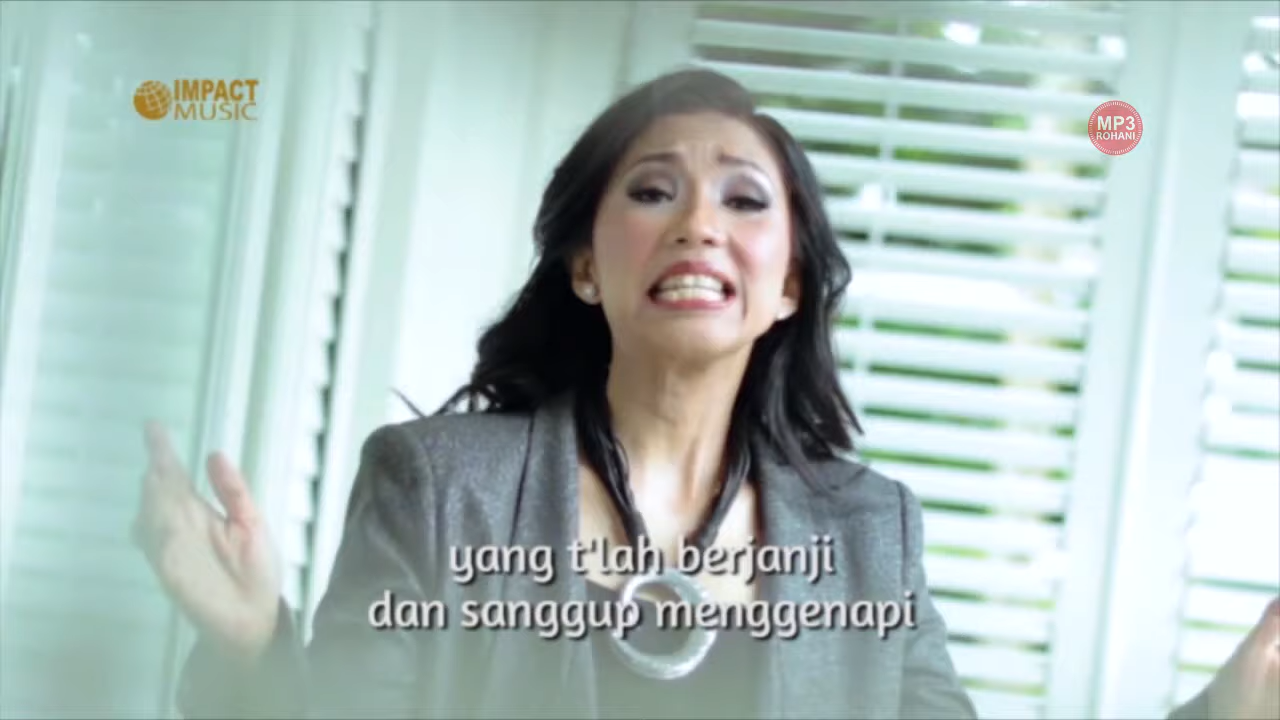 IMPACT
MUSIC
MP3
ROHANI
yang t'lah berjanji
dan sanggup menggenapi